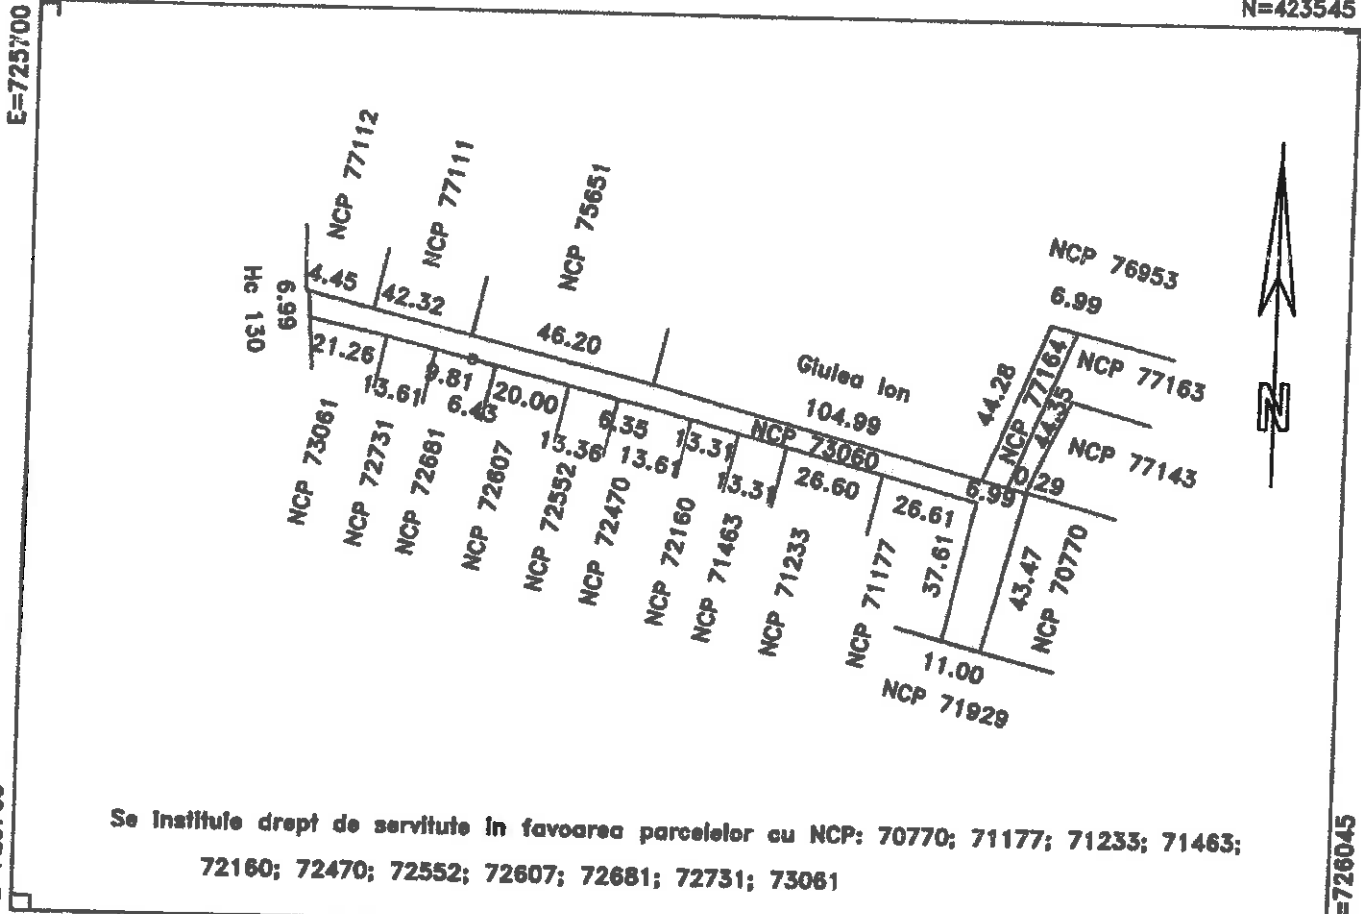 N=423545
E=725700
NCP 77112
NCP 77111
NCP 75651
NCP 76953
6.99
Hc 130
6.99
4.45
42.32
46.20
Giulea Ion
104.99
44.28
NCP 77164
44.35
NCP 77163
NCP 77143
21.26
13.61
9.81
6.43
20.00
13.36
6.35
13.61
13.31
13.31
NCP 73060
26.60
26.61
6.99
0.29
37.61
43.47
NCP 70770
NCP 73061
NCP 72731
NCP 72681
NCP 72607
NCP 72552
NCP 72470
NCP 72160
NCP 71463
NCP 71233
NCP 71177
11.00
NCP 71929
N
Se instituie drept de servitute in favoarea parcelelor cu NCP: 70770; 71177; 71233; 71463;
72160; 72470; 72552; 72607; 72681; 72731; 73061
=726045